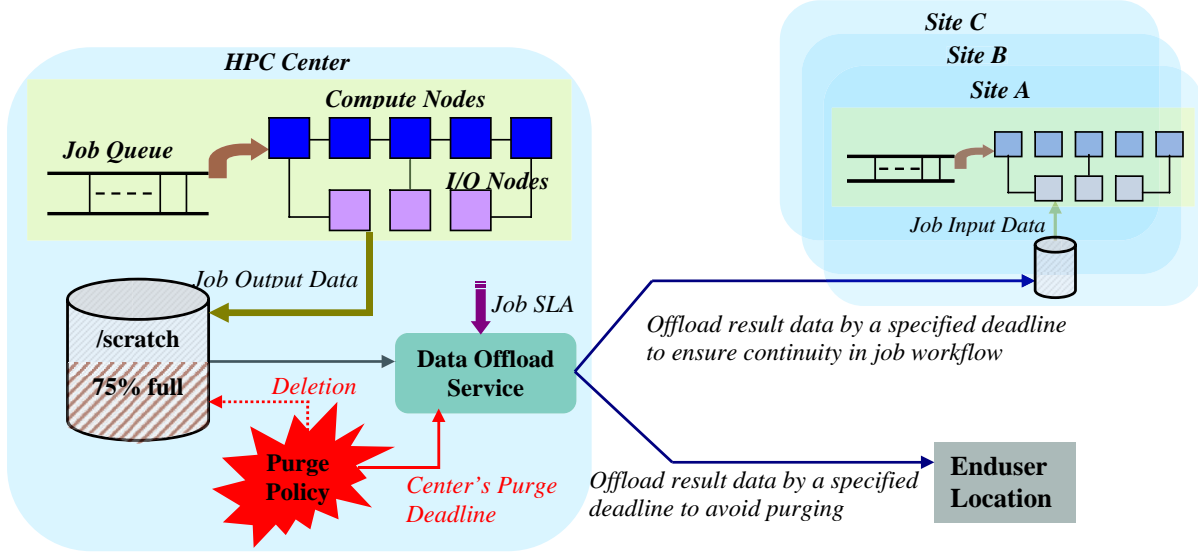 HPC Center
Compute Nodes
Job Queue
I/O Nodes
Job Output Data
/scratch
75% full
Job SLA
Data Offload
Service
Deletion
Purge
Policy
Center's Purge
Deadline
Site C
Site B
Site A
Job Input Data
Offload result data by a specified deadline
to ensure continuity in job workflow
Offload result data by a specified
deadline to avoid purging
Enduser
Location